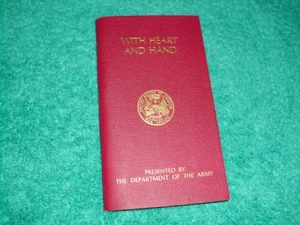 WITH HEART
AND HAND
PRESENTED BY
THE DEPARTMENT OF THE ARMY